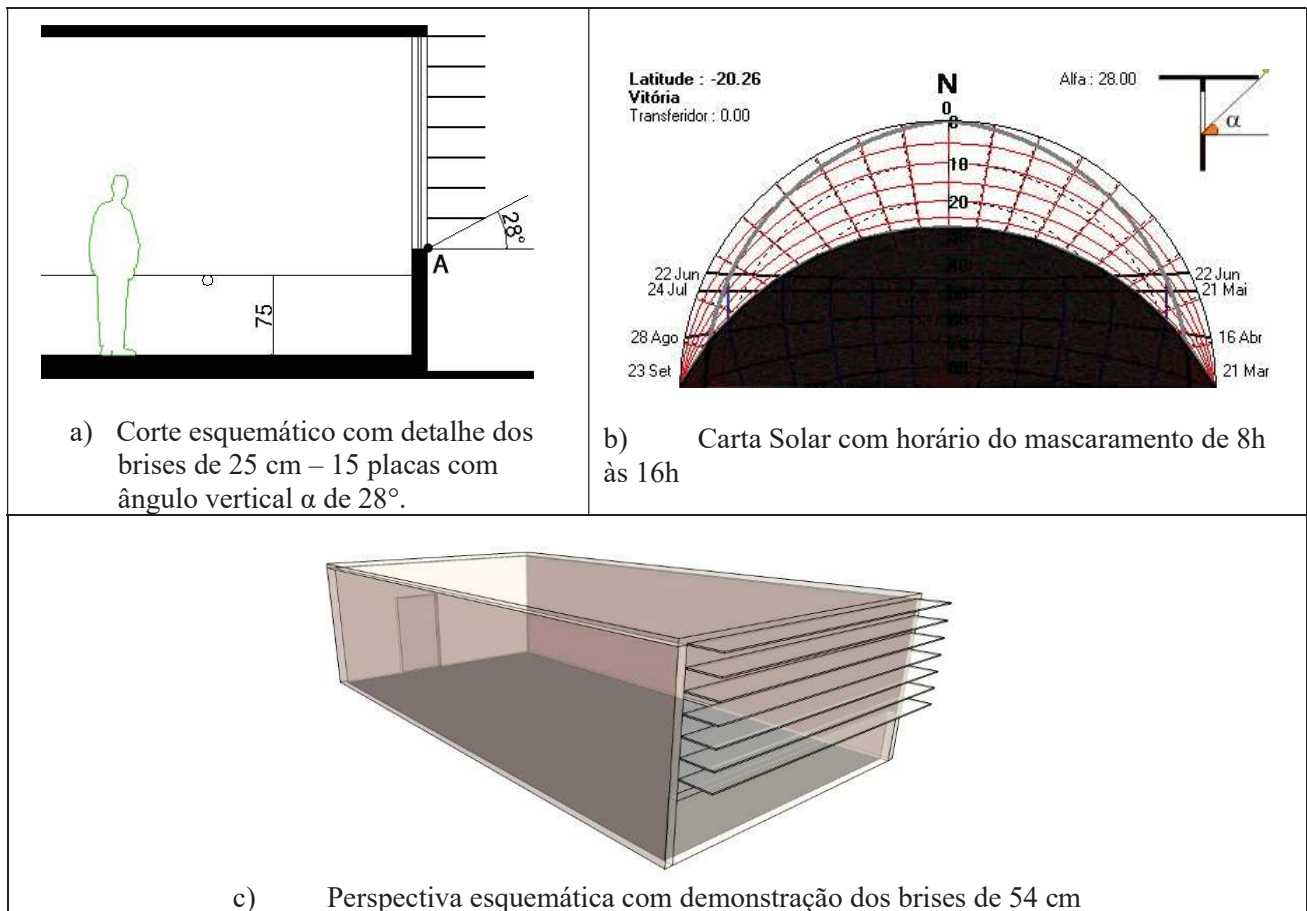 28°
A
75
a) Corte esquemático com detalhe dos
brises de 25 cm – 15 placas com
ângulo vertical α de 28°.
Latitude : -20.26
Vitória
Transferidor : 0.00
N
0
Alfa : 28.00
α
10
20
22 Jun
24 Jul
28 Ago
23 Set
22 Jun
21 Mai
16 Abr
21 Mar
b) Carta Solar com horário do mascaramento de 8h
às 16h
c) Perspectiva esquemática com demonstração dos brises de 54 cm